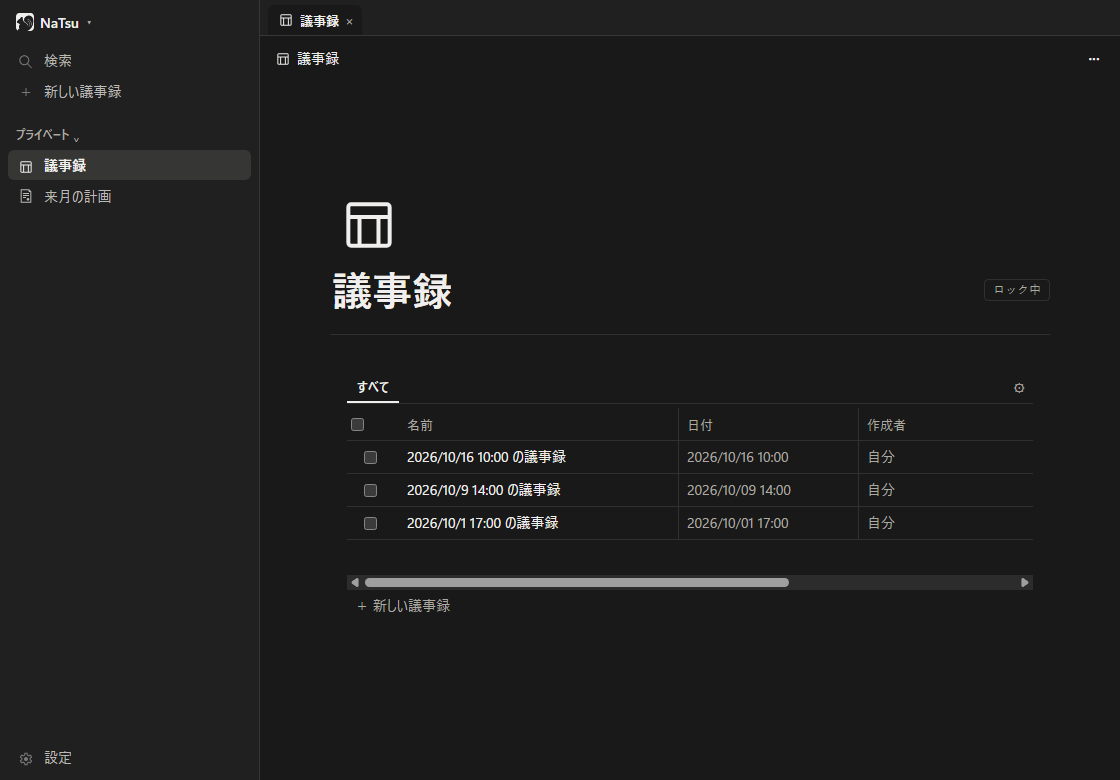 NaTsu
検索
+ 新しい議事録
プライベート
議事録
来月の計画
設定
議事録 ×
議事録
…
議事録
ロック中
すべて
名前 日付 作成者
2026/10/16 10:00 の議事録 2026/10/16 10:00 自分
2026/10/9 14:00 の議事録 2026/10/09 14:00 自分
2026/10/1 17:00 の議事録 2026/10/01 17:00 自分
+ 新しい議事録